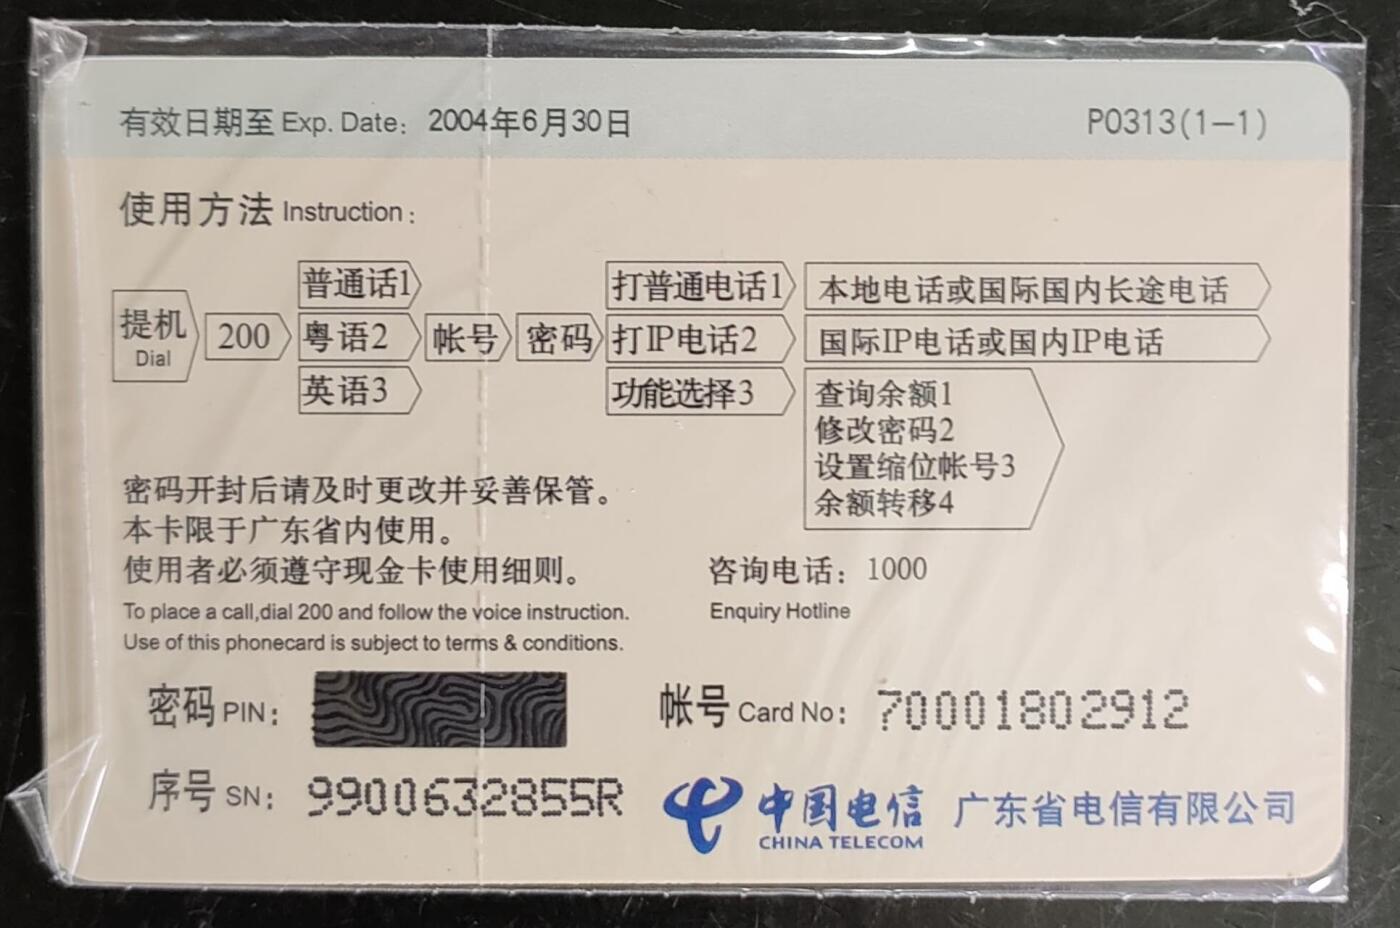 有效日期至 Exp. Date: 2004年6月30日
P0313(1-1)
使用方法 Instruction:
提机
Dial
200
普通话1
粤语2
英语3
帐号
密码
打普通电话1
打IP电话2
功能选择3
本地电话或国际国内长途电话
国际IP电话或国内IP电话
查询余额1
修改密码2
设置缩位帐号3
余额转移4
密码开封后请及时更改并妥善保管。
本卡限于广东省内使用。
使用者必须遵守现金卡使用细则。
To place a call,dial 200 and follow the voice instruction.
Use of this phonecard is subject to terms & conditions.
咨询电话：1000
Enquiry Hotline
密码 PIN:
帐号 Card No: 70001802912
序号 SN: 9900632855R
中国电信
CHINA TELECOM
广东省电信有限公司